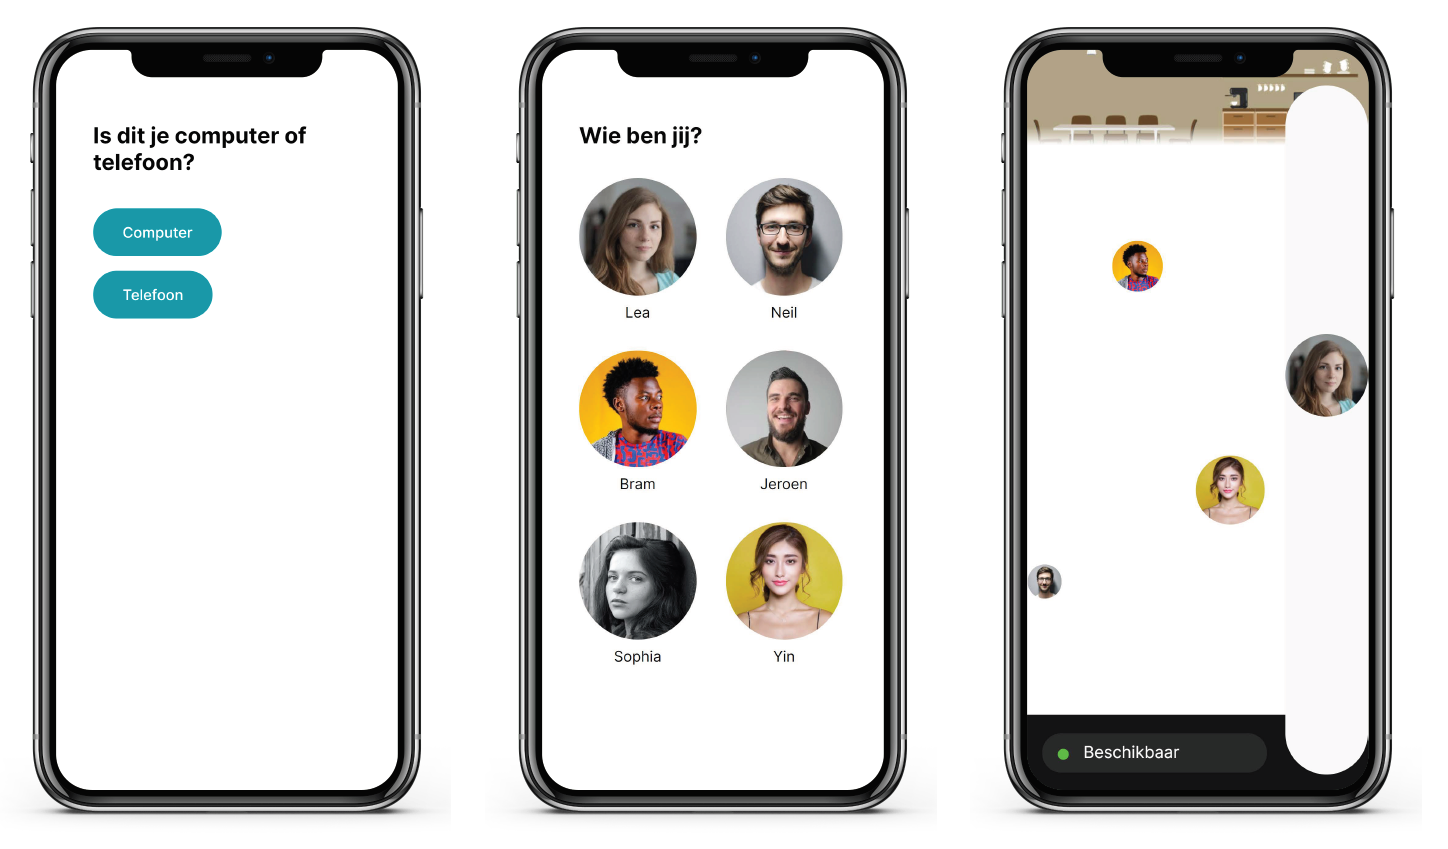 Is dit je computer of
telefoon?
Computer
Telefoon
Wie ben jij?
Lea
Neil
Bram
Jeroen
Sophia
Yin
Beschikbaar